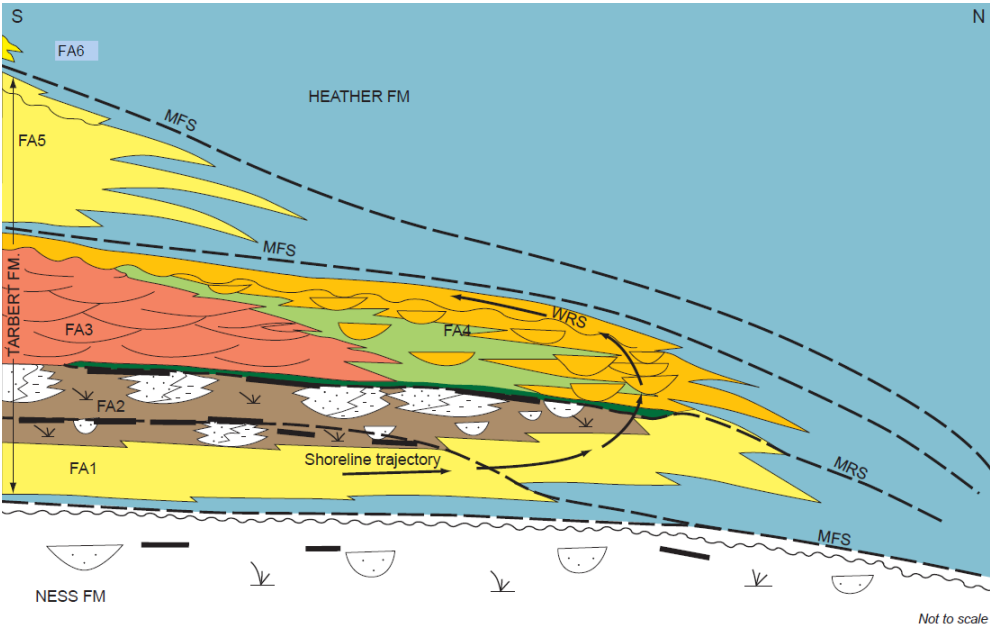 S
N
FA6
HEATHER FM
MFS
FA5
MFS
TARBERT FM.
WRS
FA3
FA4
FA2
Shoreline trajectory
FA1
MRS
MFS
NESS FM
Not to scale